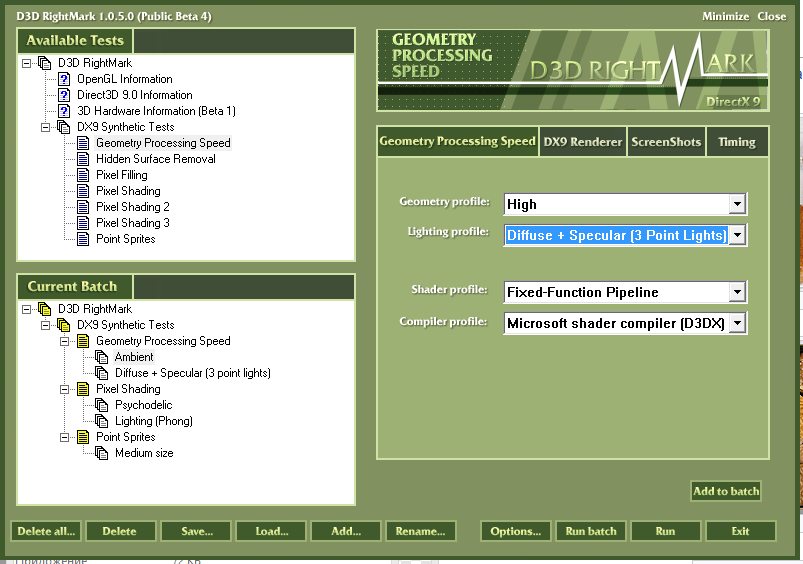 D3D RightMark 1.0.5.0 (Public Beta 4)
Minimize Close
Available Tests
D3D RightMark
OpenGL Information
Direct3D 9.0 Information
3D Hardware Information (Beta 1)
DX9 Synthetic Tests
Geometry Processing Speed
Hidden Surface Removal
Pixel Filling
Pixel Shading
Pixel Shading 2
Pixel Shading 3
Point Sprites
Current Batch
D3D RightMark
DX9 Synthetic Tests
Geometry Processing Speed
Ambient
Diffuse + Specular (3 point lights)
Pixel Shading
Psychodelic
Lighting (Phong)
Point Sprites
Medium size
GEOMETRY
PROCESSING
SPEED
D3D RIGHTMARK
DirectX 9
Geometry Processing Speed
DX9 Renderer
ScreenShots
Timing
Geometry profile: High
Lighting profile: Diffuse + Specular (3 Point Lights)
Shader profile: Fixed-Function Pipeline
Compiler profile: Microsoft shader compiler (D3DX)
Add to batch
Delete all... Delete Save... Load... Add... Rename... Options... Run batch Run Exit
Приложение 72 КБ